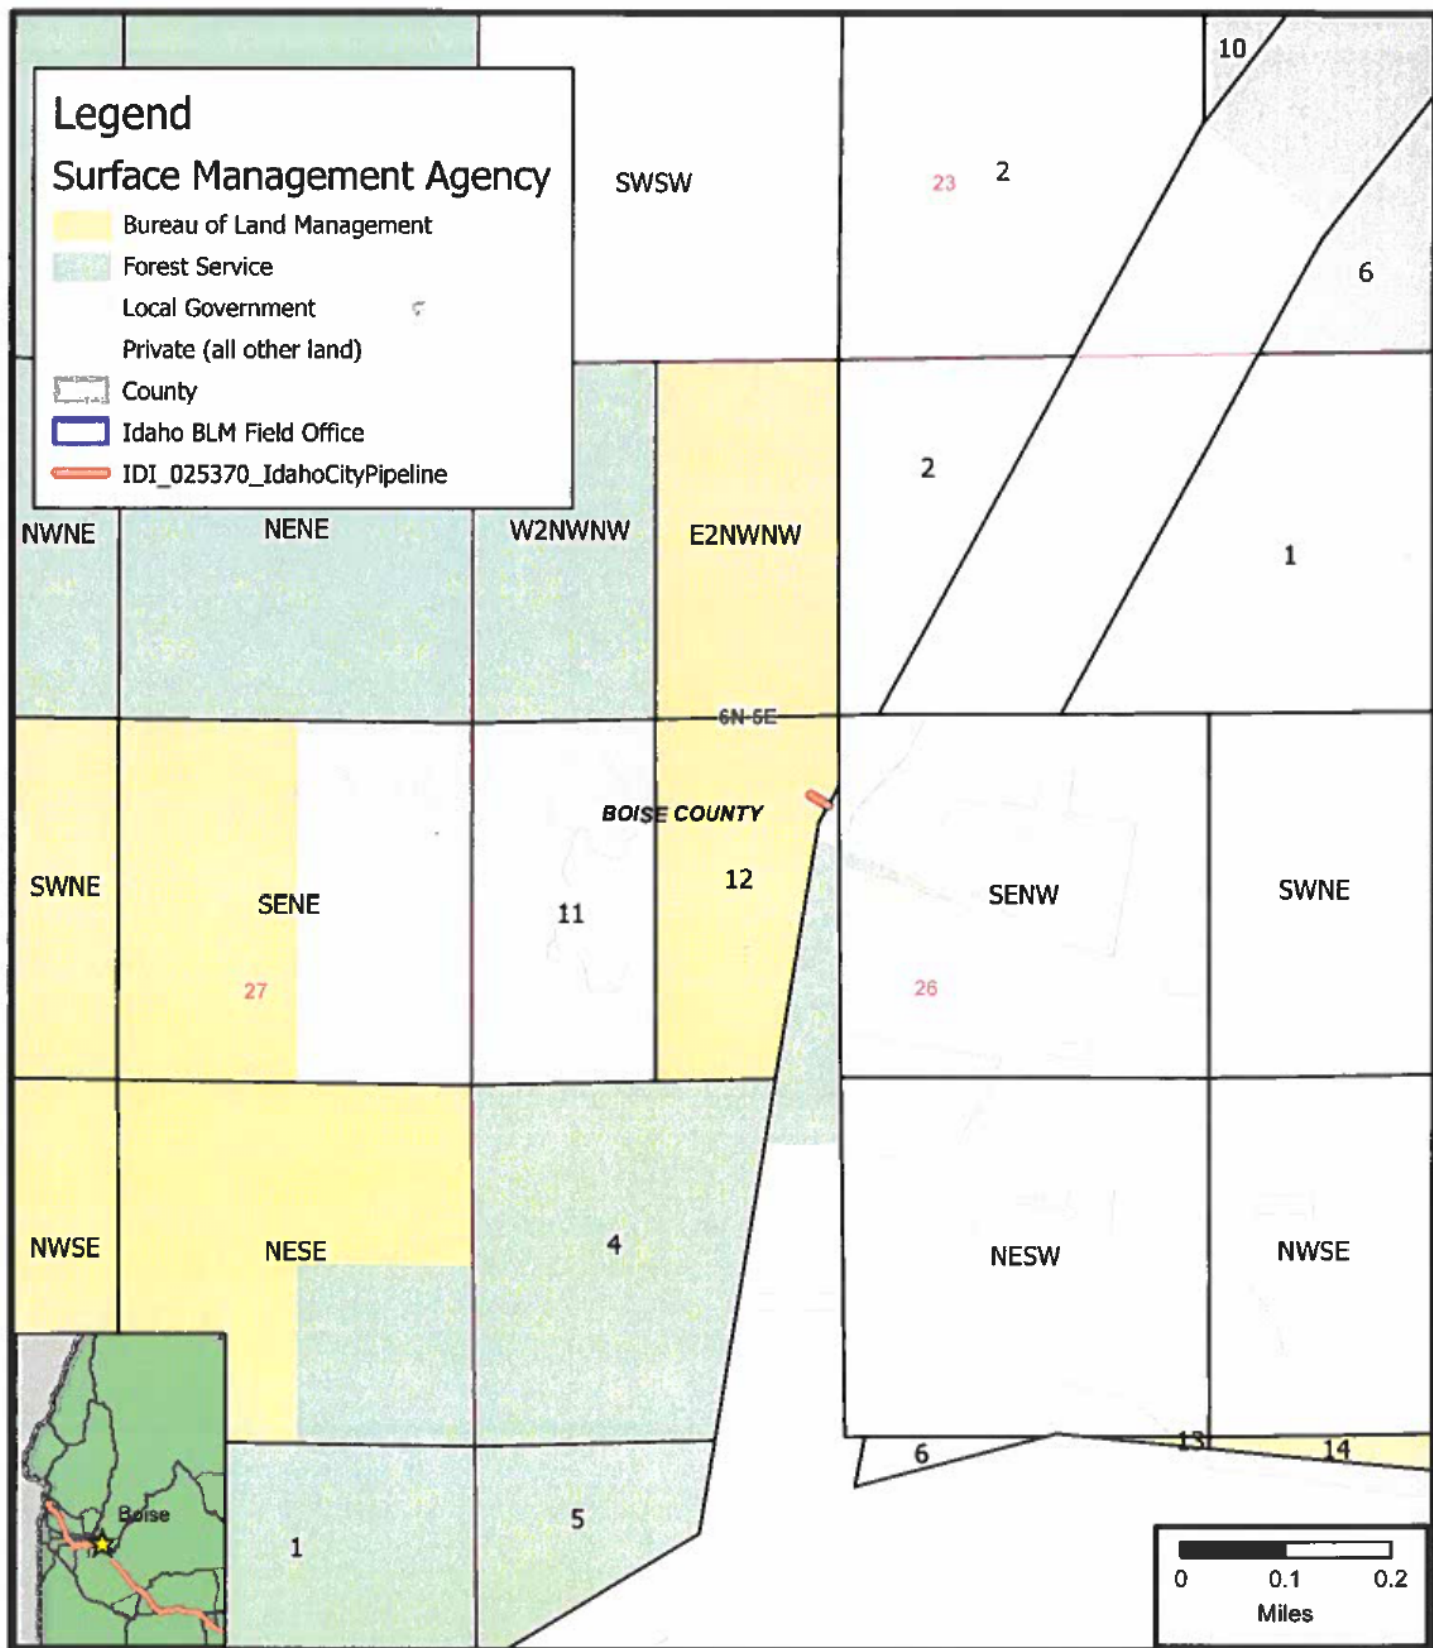 Legend
Surface Management Agency
Bureau of Land Management
Forest Service
Local Government
Private (all other land)
County
Idaho BLM Field Office
IDI_025370_IdahoCityPipeline
10
SWSW
23
2
6
2
NWNE
NENE
W2NWNW
E2NWNW
1
6N 5E
BOISE COUNTY
12
SWNE
SENE
11
SENW
SWNE
27
26
NWSE
NESE
4
NESW
NWSE
6
13
14
Boise
1
5
0 0.1 0.2
Miles